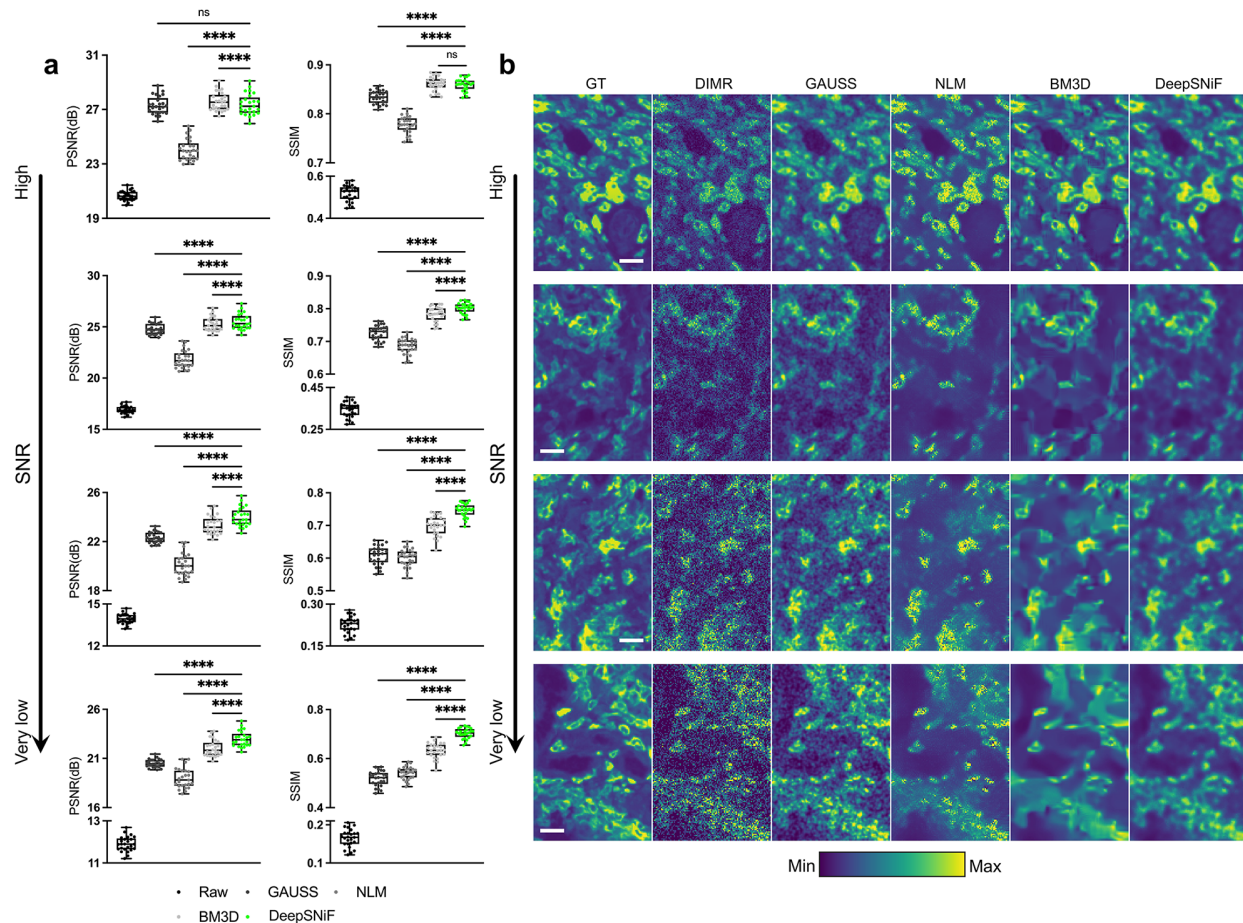 a
ns
****
****
PSNR(dB)
31
27
23
19
****
****
ns
SSIM
0.9
0.8
0.7
0.6
0.4
High
SNR
Very low
****
****
****
PSNR(dB)
30
25
20
15
****
****
****
SSIM
0.9
0.8
0.7
0.6
0.45
0.25
****
****
****
PSNR(dB)
26
22
18
15
12
****
****
****
SSIM
0.8
0.7
0.6
0.5
0.30
0.15
****
****
****
PSNR(dB)
26
21
16
13
11
****
****
****
SSIM
0.8
0.6
0.4
0.2
0.1
Raw GAUSS NLM
BM3D DeepSNiF
b
GT DIMR GAUSS NLM BM3D DeepSNiF
High
SNR
Very low
Min Max